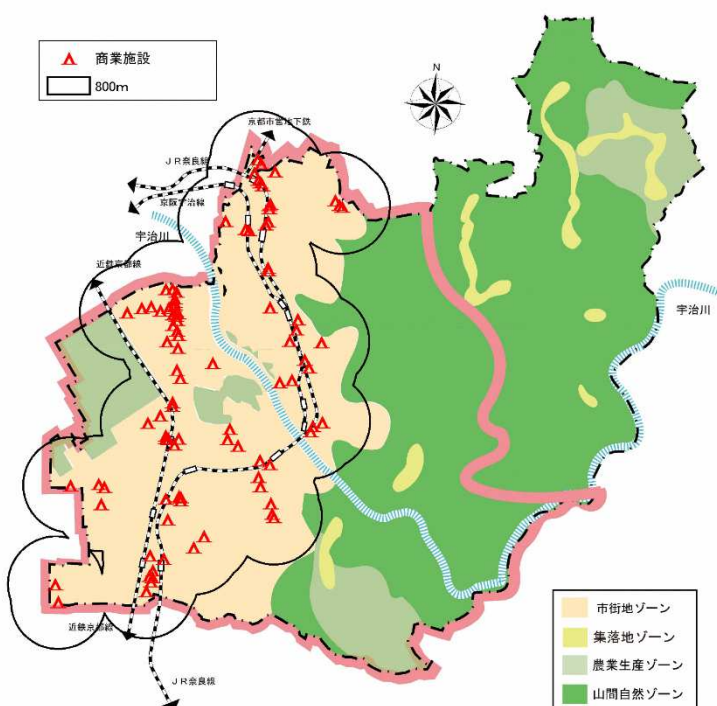 商業施設
800m
N
京都市営地下鉄
JR奈良線
京阪宇治線
宇治川
近鉄京都線
宇治川
近鉄京都線
JR奈良線
市街地ゾーン
集落地ゾーン
農業生産ゾーン
山間自然ゾーン